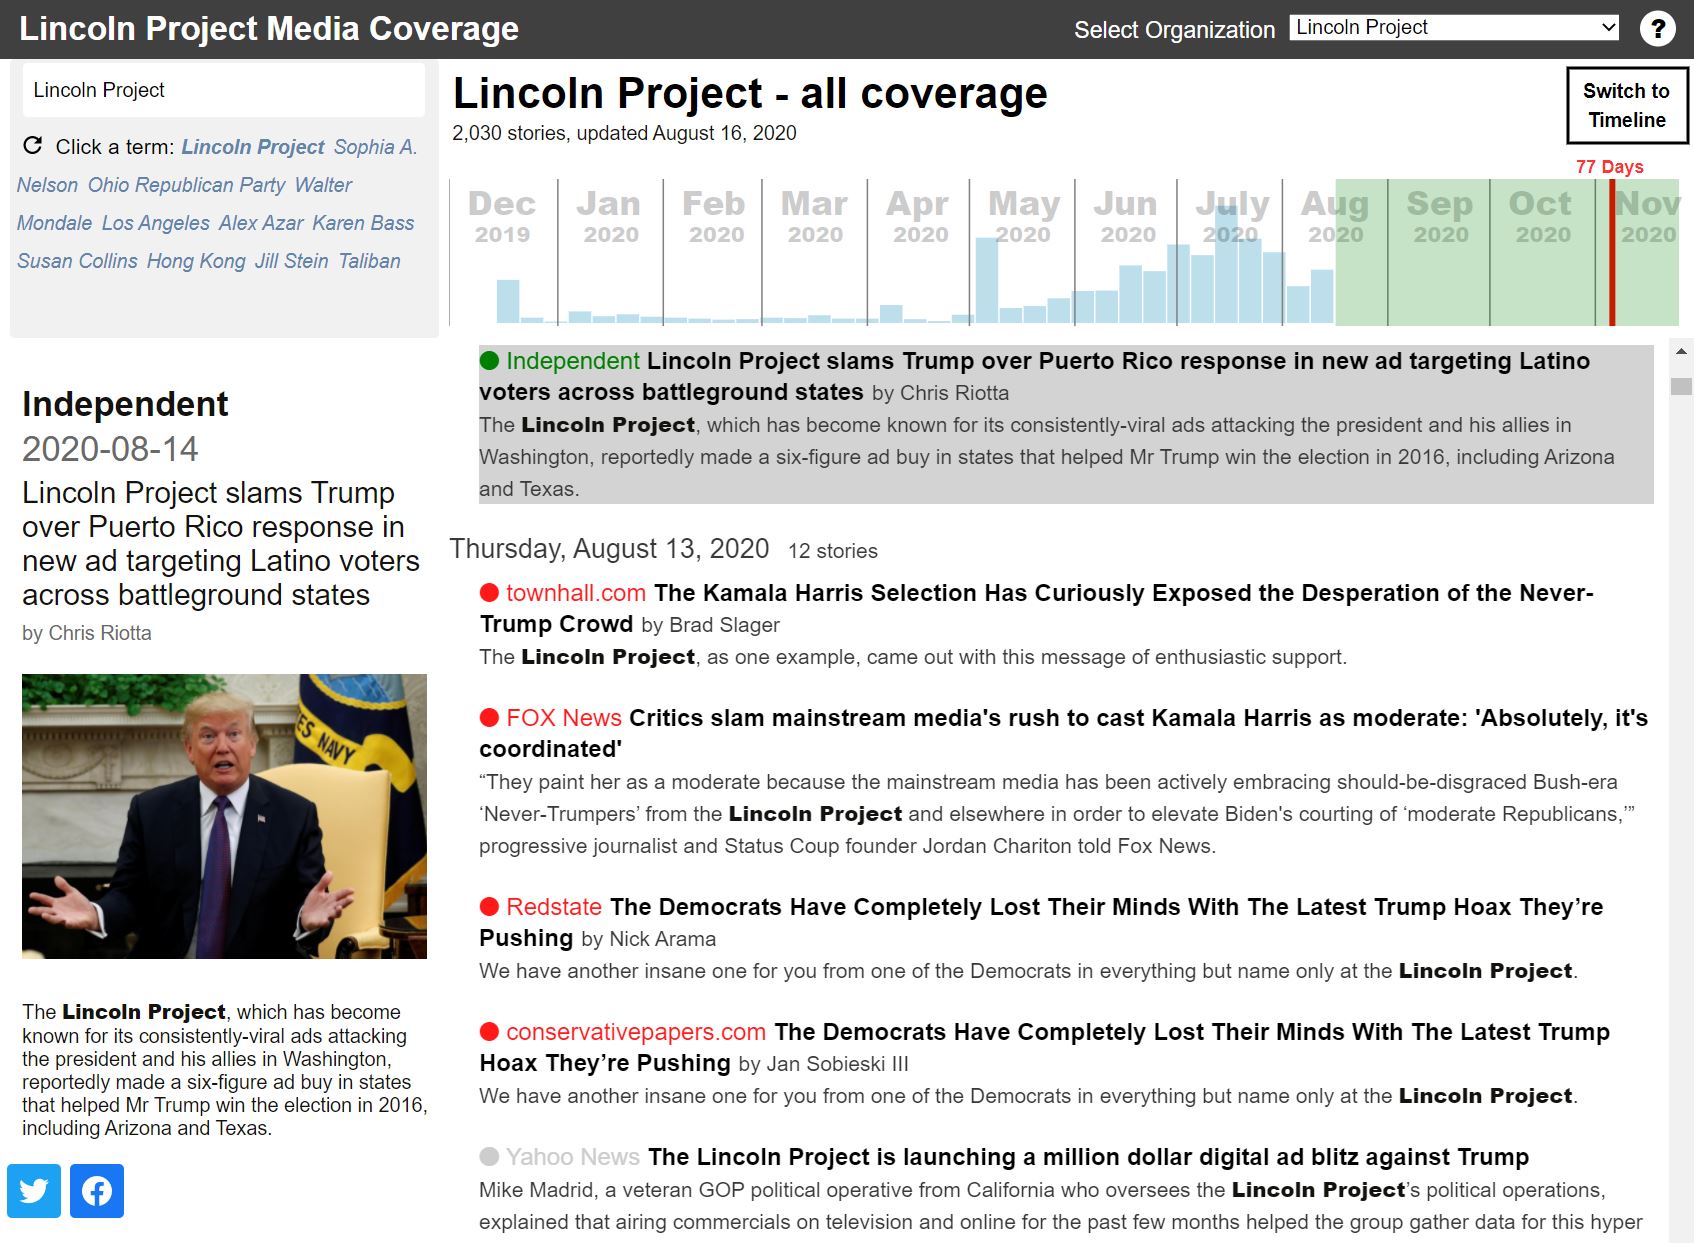 Lincoln Project Media Coverage
Select Organization
Lincoln Project
?
Lincoln Project
Click a term: Lincoln Project Sophia A.
Nelson Ohio Republican Party Walter
Mondale Los Angeles Alex Azar Karen Bass
Susan Collins Hong Kong Jill Stein Taliban
Lincoln Project - all coverage
2,030 stories, updated August 16, 2020
Switch to
Timeline
77 Days
Dec Jan Feb Mar Apr May Jun July Aug Sep Oct Nov
2019 2020 2020 2020 2020 2020 2020 2020 2020 2020 2020 2020
Independent
2020-08-14
Lincoln Project slams Trump
over Puerto Rico response in
new ad targeting Latino voters
across battleground states
by Chris Riotta
ES NAVY
The Lincoln Project, which has become
known for its consistently-viral ads attacking
the president and his allies in Washington,
reportedly made a six-figure ad buy in states
that helped Mr Trump win the election in 2016,
including Arizona and Texas.
Independent Lincoln Project slams Trump over Puerto Rico response in new ad targeting Latino
voters across battleground states by Chris Riotta
The Lincoln Project, which has become known for its consistently-viral ads attacking the president and his allies in
Washington, reportedly made a six-figure ad buy in states that helped Mr Trump win the election in 2016, including Arizona
and Texas.
Thursday, August 13, 2020 12 stories
townhall.com The Kamala Harris Selection Has Curiously Exposed the Desperation of the Never-
Trump Crowd by Brad Slager
The Lincoln Project, as one example, came out with this message of enthusiastic support.
FOX News Critics slam mainstream media's rush to cast Kamala Harris as moderate: 'Absolutely, it's
coordinated'
“They paint her as a moderate because the mainstream media has been actively embracing should-be-disgraced Bush-era
‘Never-Trumpers’ from the Lincoln Project and elsewhere in order to elevate Biden's courting of ‘moderate Republicans,’”
progressive journalist and Status Coup founder Jordan Chariton told Fox News.
Redstate The Democrats Have Completely Lost Their Minds With The Latest Trump Hoax They’re
Pushing by Nick Arama
We have another insane one for you from one of the Democrats in everything but name only at the Lincoln Project.
conservativepapers.com The Democrats Have Completely Lost Their Minds With The Latest Trump
Hoax They’re Pushing by Jan Sobieski III
We have another insane one for you from one of the Democrats in everything but name only at the Lincoln Project.
Yahoo News The Lincoln Project is launching a million dollar digital ad blitz against Trump
Mike Madrid, a veteran GOP political operative from California who oversees the Lincoln Project’s political operations,
explained that airing commercials on television and online for the past few months helped the group gather data for this hyper